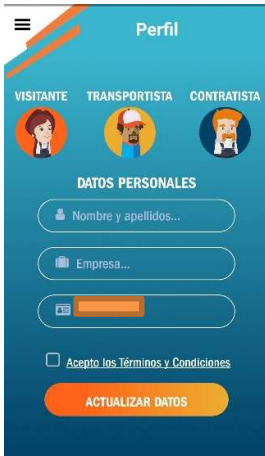 Perfil
VISITANTE TRANSPORTISTA CONTRATISTA
DATOS PERSONALES
Nombre y apellidos...
Empresa...
Acepto los Términos y Condiciones
ACTUALIZAR DATOS